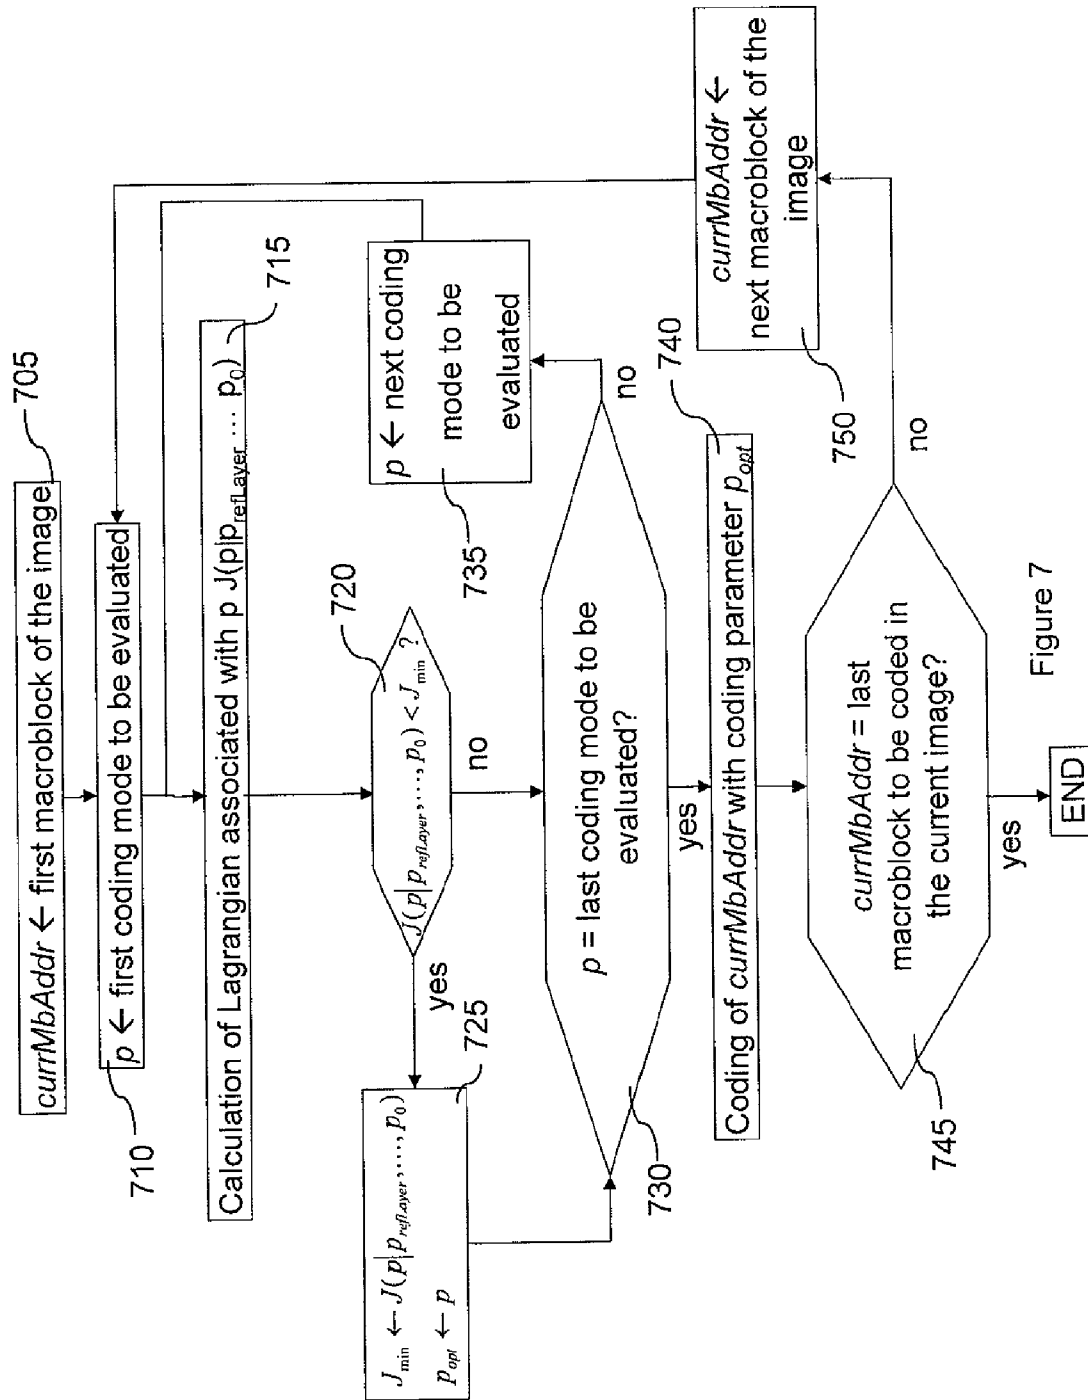 currMbAddr ← first macroblock of the image
705
p ← first coding mode to be evaluated
710
Calculation of Lagrangian associated with p J(p|p_refLayer ... p_0)
715
J(p|p_refLayer,..., p_0) < J_min ?
720
yes
no
J_min ← J(p|p_refLayer,..., p_0)
p_opt ← p
725
p = last coding mode to be
evaluated?
730
no
yes
p ← next coding
mode to be
evaluated
735
Coding of currMbAddr with coding parameter p_opt
740
currMbAddr = last
macroblock to be coded in
the current image?
745
no
yes
currMbAddr ←
next macroblock of the
image
750
END
Figure 7